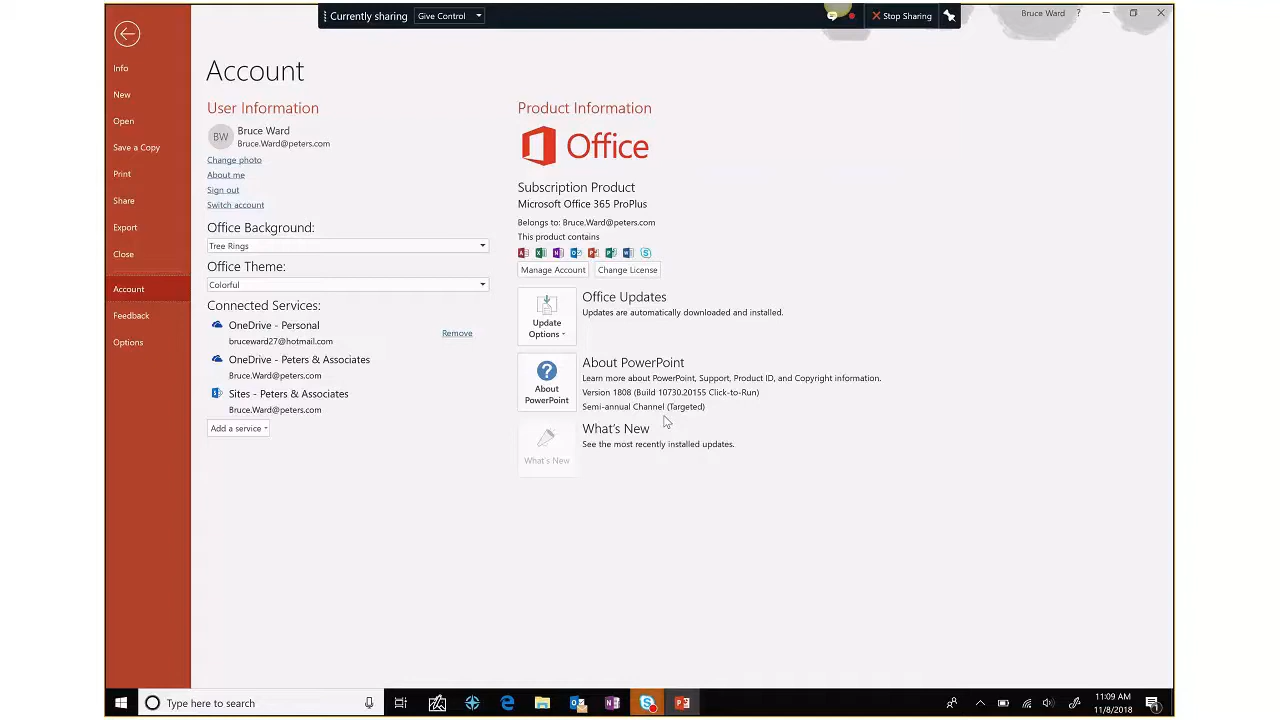 Currently sharing
Give Control
Stop Sharing
Bruce Ward
?
Info
New
Open
Save a Copy
Print
Share
Export
Close
Account
Feedback
Options
Account
User Information
BW
Bruce Ward
Bruce.Ward@peters.com
Change photo
About me
Sign out
Switch account
Office Background:
Tree Rings
Office Theme:
Colorful
Connected Services:
OneDrive - Personal
bruceward27@hotmail.com
Remove
OneDrive - Peters & Associates
Bruce.Ward@peters.com
Sites - Peters & Associates
Bruce.Ward@peters.com
Add a service
Product Information
Office
Subscription Product
Microsoft Office 365 ProPlus
Belongs to: Bruce.Ward@peters.com
This product contains
Manage Account
Change License
Update
Options
Office Updates
Updates are automatically downloaded and installed.
About
PowerPoint
About PowerPoint
Learn more about PowerPoint, Support, Product ID, and Copyright information.
Version 1808 (Build 10730.20155 Click-to-Run)
Semi-annual Channel (Targeted)
What's New
What's New
See the most recently installed updates.
Type here to search
11:09 AM
11/8/2018